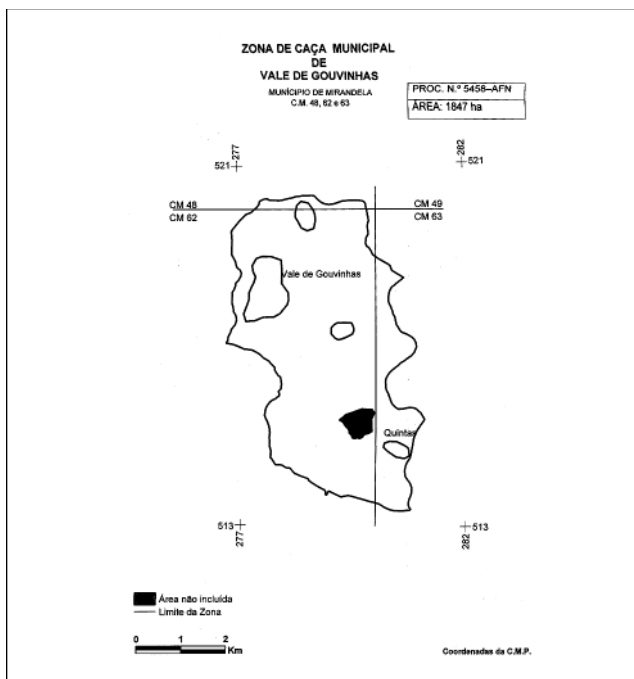 ZONA DE CAÇA MUNICIPAL
DE
VALE DE GOUVINHAS
MUNÍCIPIO DE MIRANDELA
C.M. 48, 62 e 63
PROC. N.º 5458–AFN
ÁREA: 1847 ha
277
521
282
521
CM 48
CM 49
CM 62
CM 63
Vale de Gouvinhas
Quintas
513
277
513
282
Área não incluída
Limite da Zona
0 1 2
Km
Coordenadas da C.M.P.